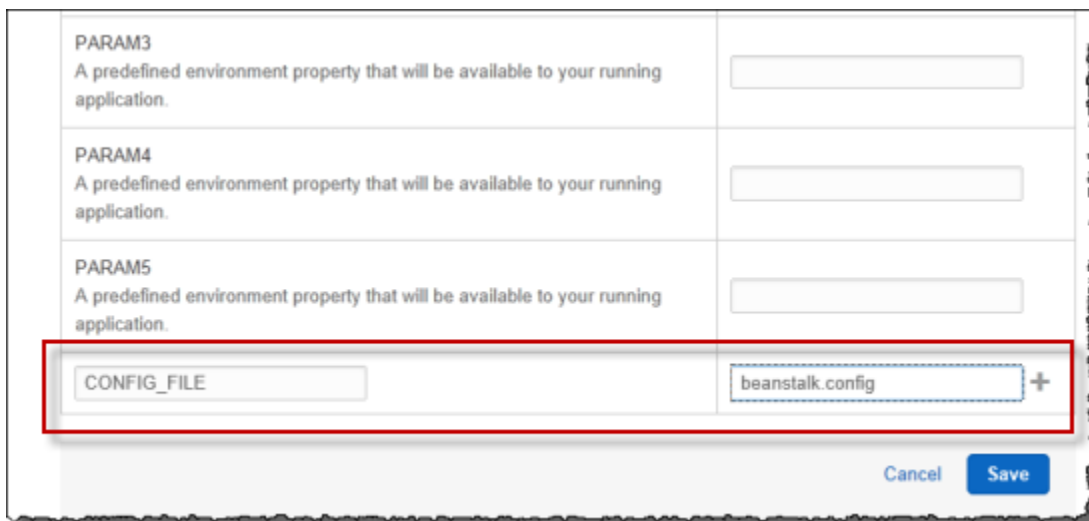 PARAM3
A predefined environment property that will be available to your running
application.
PARAM4
A predefined environment property that will be available to your running
application.
PARAM5
A predefined environment property that will be available to your running
application.
CONFIG_FILE
beanstalk.config
Cancel
Save